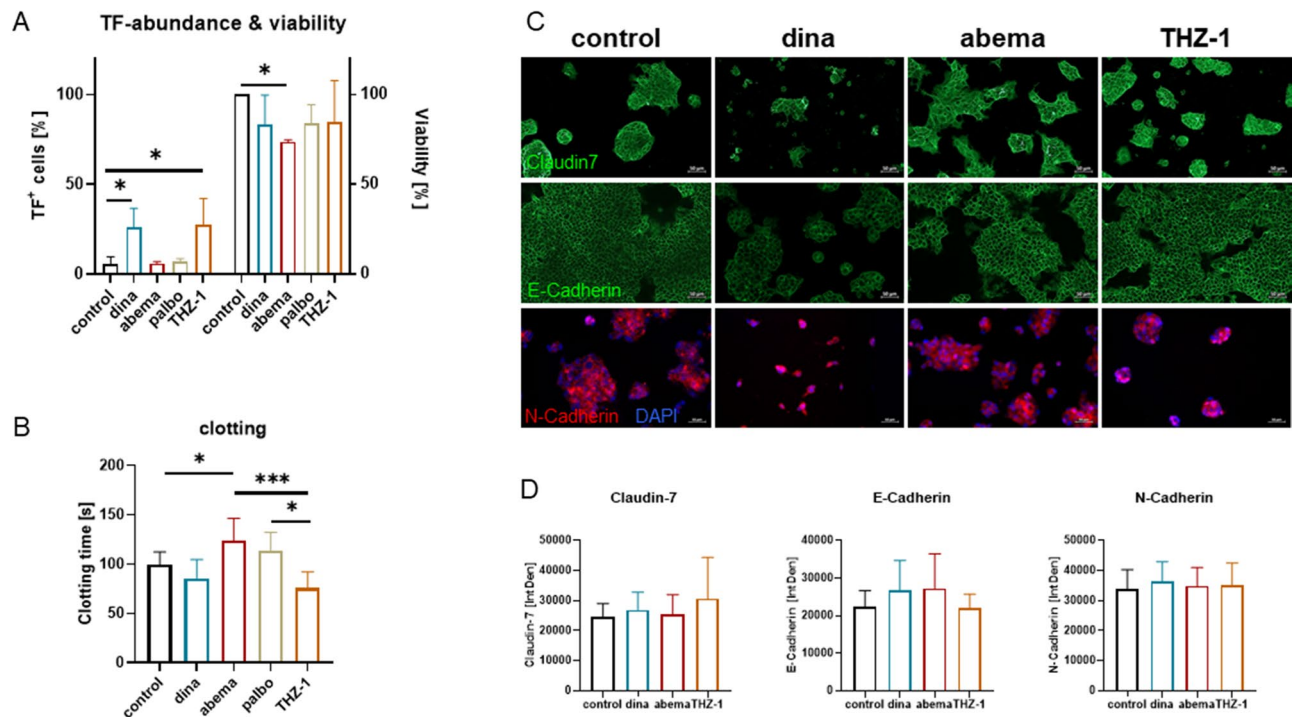 A
TF-abundance & viability
TF+ cells [%]
100
50
0
100
50
0
Viability [%]
*
*
*
control
dina
abema
palbo
THZ-1
control
dina
abema
palbo
THZ-1
B
clotting
Clotting time [s]
200
150
100
50
0
*
***
*
control
dina
abema
palbo
THZ-1
C
control dina abema THZ-1
Claudin7
E-Cadherin
N-Cadherin DAPI
D
Claudin-7
Claudin-7 [IntDen]
50000
40000
30000
20000
10000
0
control dina abema THZ-1
E-Cadherin
E-Cadherin [IntDen]
50000
40000
30000
20000
10000
0
control dina abema THZ-1
N-Cadherin
N-Cadherin [IntDen]
50000
40000
30000
20000
10000
0
control dina abema THZ-1